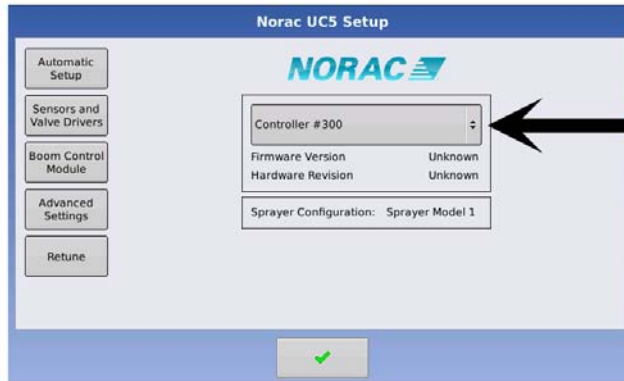 Norac UC5 Setup
Automatic
Setup
NORAC
Sensors and
Valve Drivers
Controller #300
Boom Control
Module
Firmware Version Unknown
Hardware Revision Unknown
Advanced
Settings
Sprayer Configuration: Sprayer Model 1
Retune